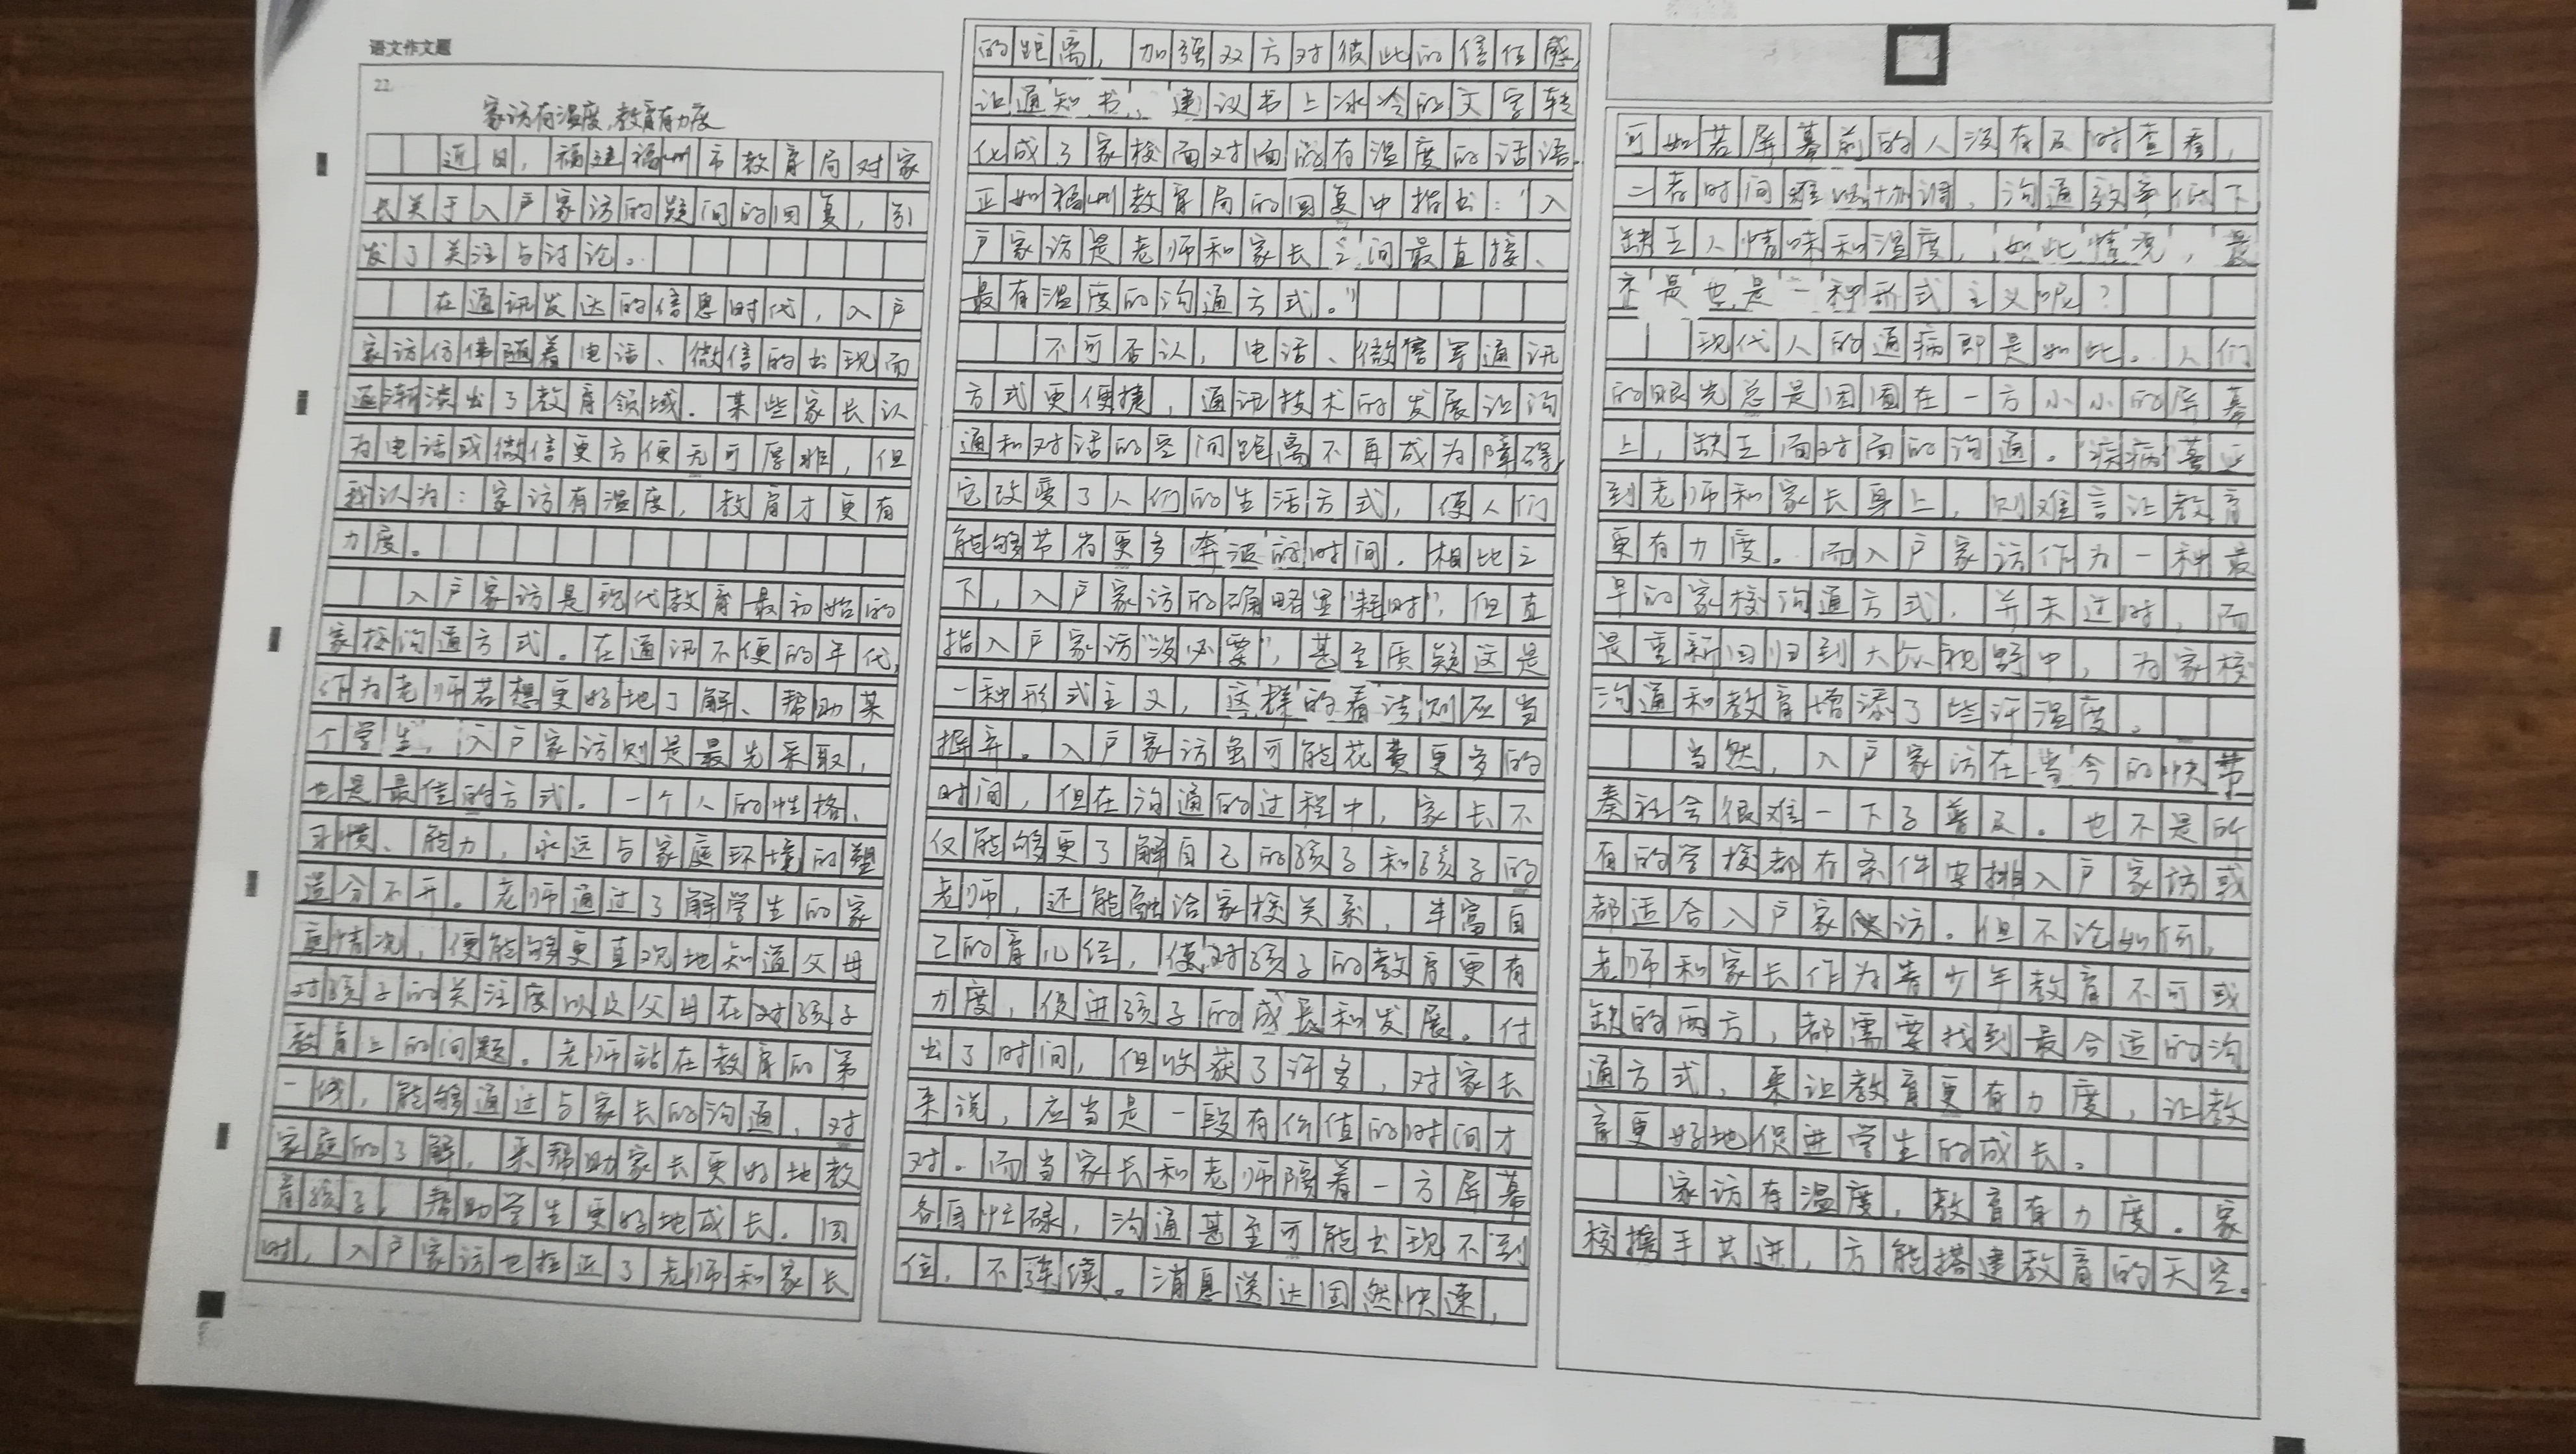 语文作文题
22.
家访有温度,教育有力度
近日，福建福州市教育局对家
长关于入户家访的疑问的回复，引
发了关注与讨论。
在通讯发达的信息时代，入户
家访仿佛随着电话、微信的出现而
逐渐淡出了教育领域。某些家长认
为电话或微信更方便无可厚非，但
我认为：家访有温度，教育才更有
力度。
入户家访是现代教育最初始的
家校沟通方式。在通讯不便的年代，
作为老师若想更好地了解、帮助某
个学生，入户家访则是最先采取，
也是最佳的方式。一个人的性格、
习惯、能力，永远与家庭环境的塑
造分不开。老师通过了解学生的家
庭情况，便能够更直观地知道父母
对孩子的关注度以及父母在对孩子
教育上的问题。老师站在教育的第
一线，能够通过与家长的沟通，对
家庭的了解，来帮助家长更好地教
育孩子，帮助学生更好地成长。同
时，入户家访也拉近了老师和家长
的距离，加强双方对彼此的信任感，
让通知书、建议书上冰冷的文字转
化成了家校面对面的有温度的话语。
正如福州教育局的回复中指出：“入
户家访是老师和家长之间最直接、
最有温度的沟通方式。”
不可否认，电话、微信等通讯
方式更便捷，通讯技术的发展让沟
通和对话的空间距离不再成为障碍，
它改变了人们的生活方式，使人们
能够节省更多奔波的时间。相比之
下，入户家访的确略显“耗时”，但直
指入户家访“没必要”，甚至质疑这是
一种形式主义，这样的看法则应当
摒弃。入户家访虽可能花费更多的
时间，但在沟通的过程中，家长不
仅能够更了解自己的孩子和孩子的
老师，还能融洽家校关系，丰富自
己的育儿经，使对孩子的教育更有
力度，促进孩子的成长和发展。付
出了时间，但收获了许多，对家长
来说，应当是一段有价值的时间才
对。而当家长和老师隔着一方屏幕
各自忙碌，沟通甚至可能出现不到
位，不连续。消息送达固然快速，
可如若屏幕前的人没有及时查看，
二者时间难以协调，沟通效率低下，
缺乏人情味和温度，如此情况，是
不是也是一种形式主义呢？
现代人的通病即是如此。人们
的眼光总是困囿在一方小小的屏幕
上，缺乏面对面的沟通。“疾病”蔓延
到老师和家长身上，则难言让教育
更有力度。而入户家访作为一种最
早的家校沟通方式，并未过时，而
是重新回归到大众视野中，为家校
沟通和教育增添了些许温度。
当然，入户家访在当今的快节
奏社会很难一下子普及。也不是所
有的学校都有条件安排入户家访或
都适合入户家访。但不论如何，
老师和家长作为青少年教育不可或
缺的两方，都需要找到最合适的沟
通方式，来让教育更有力度，让教
育更好地促进学生的成长。
家访有温度，教育有力度。家
校携手共进，方能搭建教育的天空。